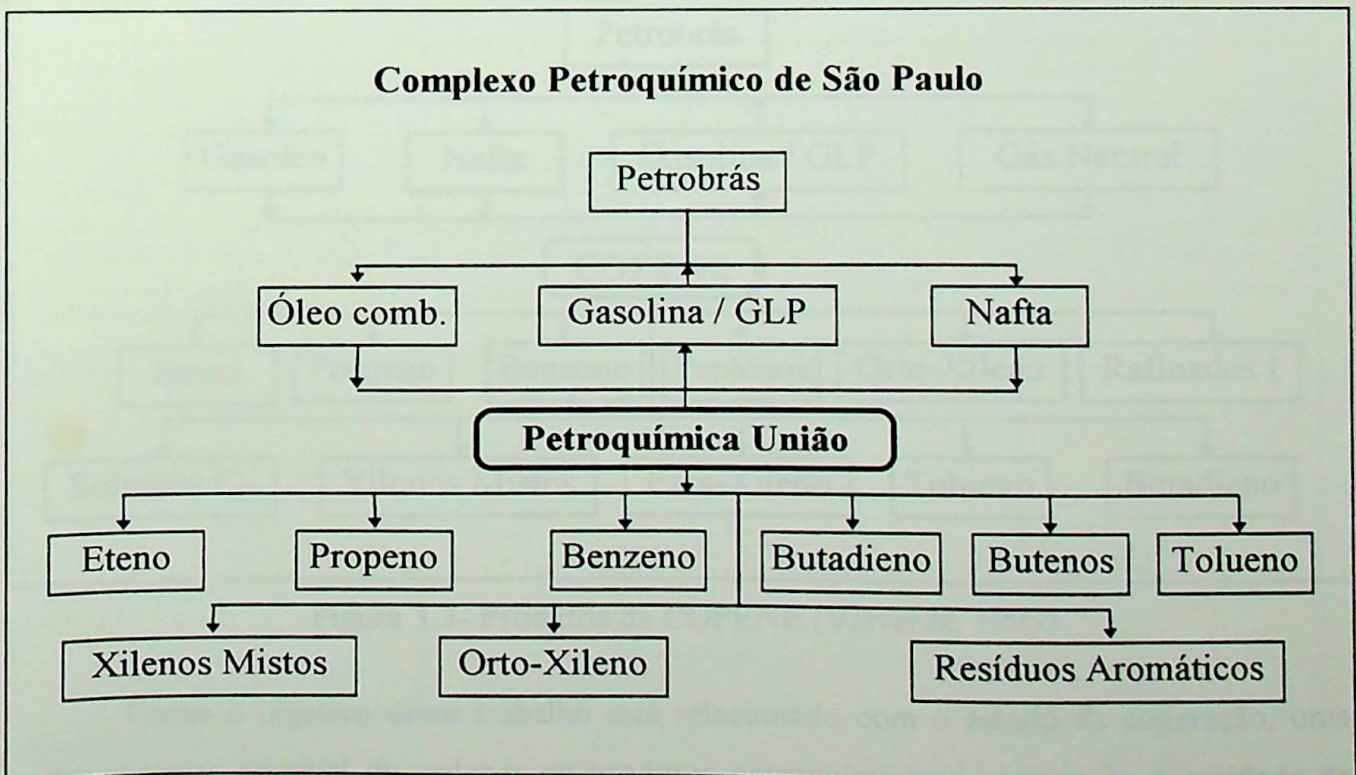 Complexo Petroquímico de São Paulo
Petrobrás
Óleo comb. Gasolina / GLP Nafta
Petroquímica União
Eteno Propeno Benzeno Butadieno Butenos Tolueno
Xilenos Mistos Orto-Xileno Resíduos Aromáticos